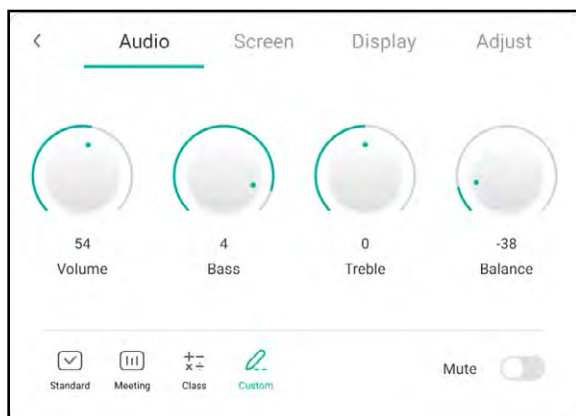 Audio Screen Display Adjust
54 4 0 -38
Volume Bass Treble Balance
Standard Meeting Class Custom Mute